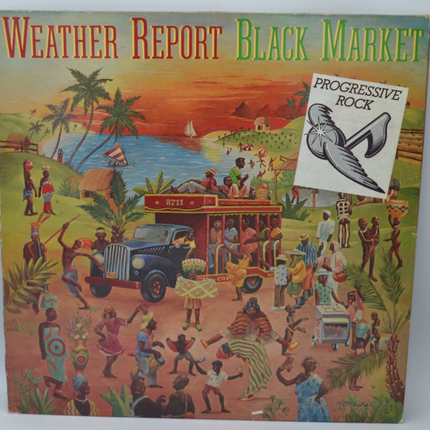 WEATHER REPORT BLACK MARKET
PROGRESSIVE
ROCK